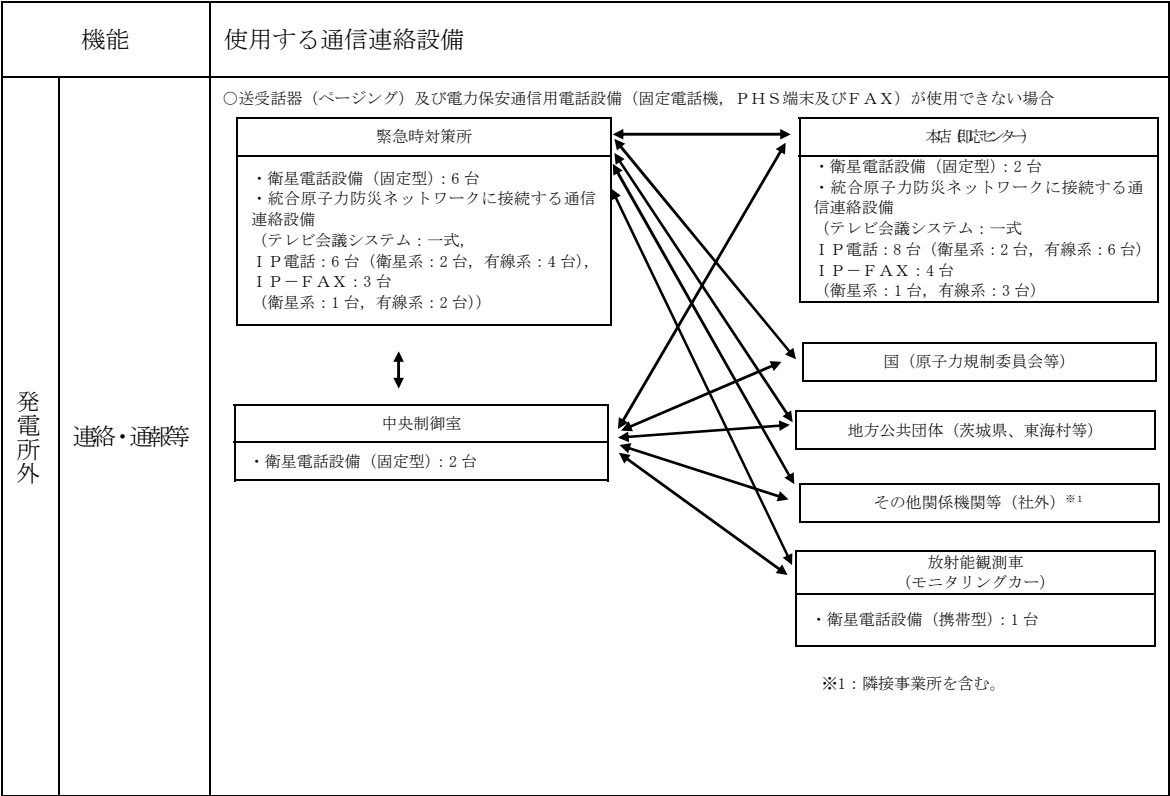 機能
使用する通信連絡設備
発電所外
連絡・通報等
○送受話器（ページング）及び電力保安通信用電話設備（固定電話機，ＰＨＳ端末及びＦＡＸ）が使用できない場合
緊急時対策所
・衛星電話設備（固定型）：6 台
・統合原子力防災ネットワークに接続する通信
連絡設備
（テレビ会議システム：一式，
ＩＰ電話：6 台（衛星系：2 台，有線系：4 台），
ＩＰ－ＦＡＸ：3 台
（衛星系：1 台，有線系：2 台））
中央制御室
・衛星電話設備（固定型）：2 台
本店（即応センター）
・衛星電話設備（固定型）：2 台
・統合原子力防災ネットワークに接続する通
信連絡設備
（テレビ会議システム：一式
ＩＰ電話：8 台（衛星系：2 台，有線系：6 台）
ＩＰ－ＦＡＸ：4 台
（衛星系：1 台，有線系：3 台）
国（原子力規制委員会等）
地方公共団体（茨城県、東海村等）
その他関係機関等（社外）※1
放射能観測車
（モニタリングカー）
・衛星電話設備（携帯型）：1 台
※1：隣接事業所を含む。